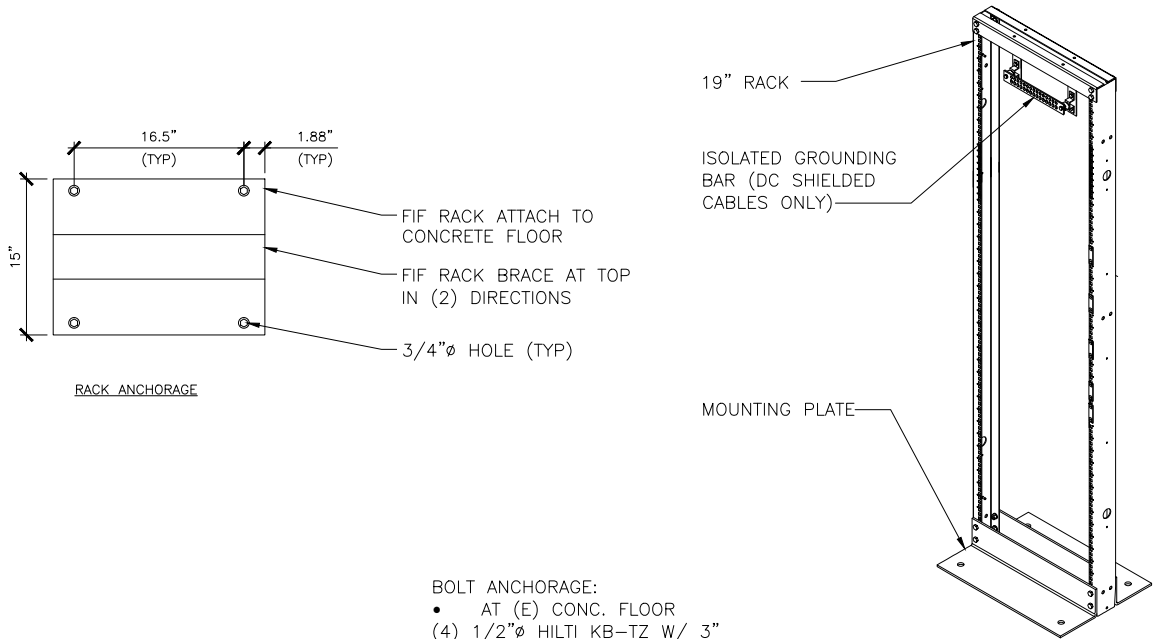 16.5"
(TYP)
1.88"
(TYP)
15"
FIF RACK ATTACH TO
CONCRETE FLOOR
FIF RACK BRACE AT TOP
IN (2) DIRECTIONS
3/4"ø HOLE (TYP)
RACK ANCHORAGE
19" RACK
ISOLATED GROUNDING
BAR (DC SHIELDED
CABLES ONLY)
MOUNTING PLATE
BOLT ANCHORAGE:
• AT (E) CONC. FLOOR
(4) 1/2"ø HILTI KB-TZ W/ 3"